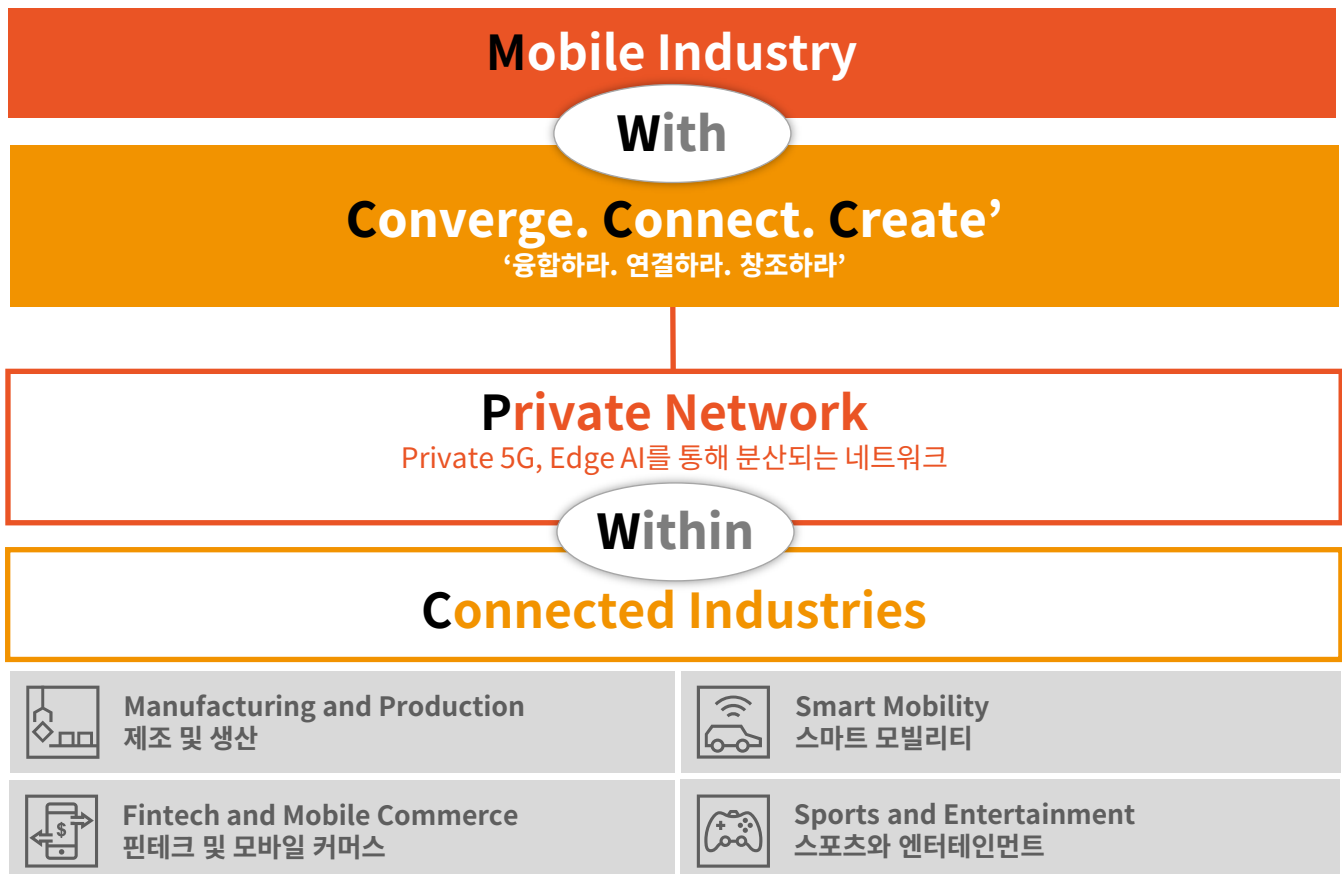 Mobile Industry
With
Converge. Connect. Create’
‘융합하라. 연결하라. 창조하라’
Private Network
Private 5G, Edge AI를 통해 분산되는 네트워크
Within
Connected Industries
Manufacturing and Production
제조 및 생산
Smart Mobility
스마트 모빌리티
$
Fintech and Mobile Commerce
핀테크 및 모바일 커머스
Sports and Entertainment
스포츠와 엔터테인먼트